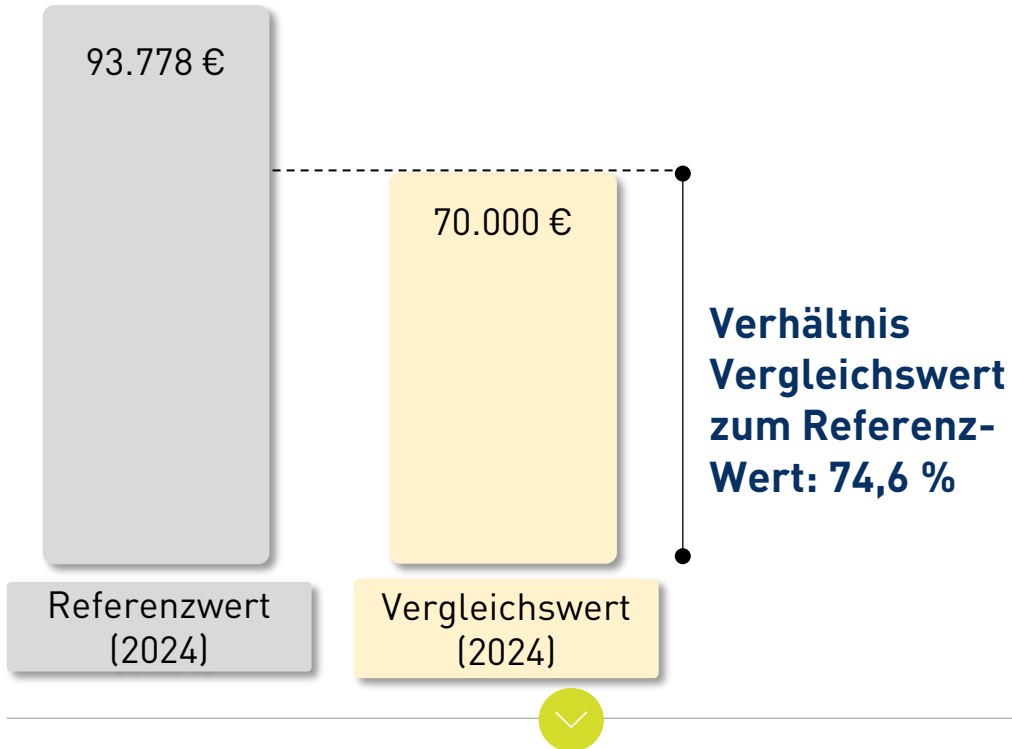 93.778 €
70.000 €
Verhältnis
Vergleichswert
zum Referenz-
Wert: 74,6 %
Referenzwert
(2024)
Vergleichswert
(2024)